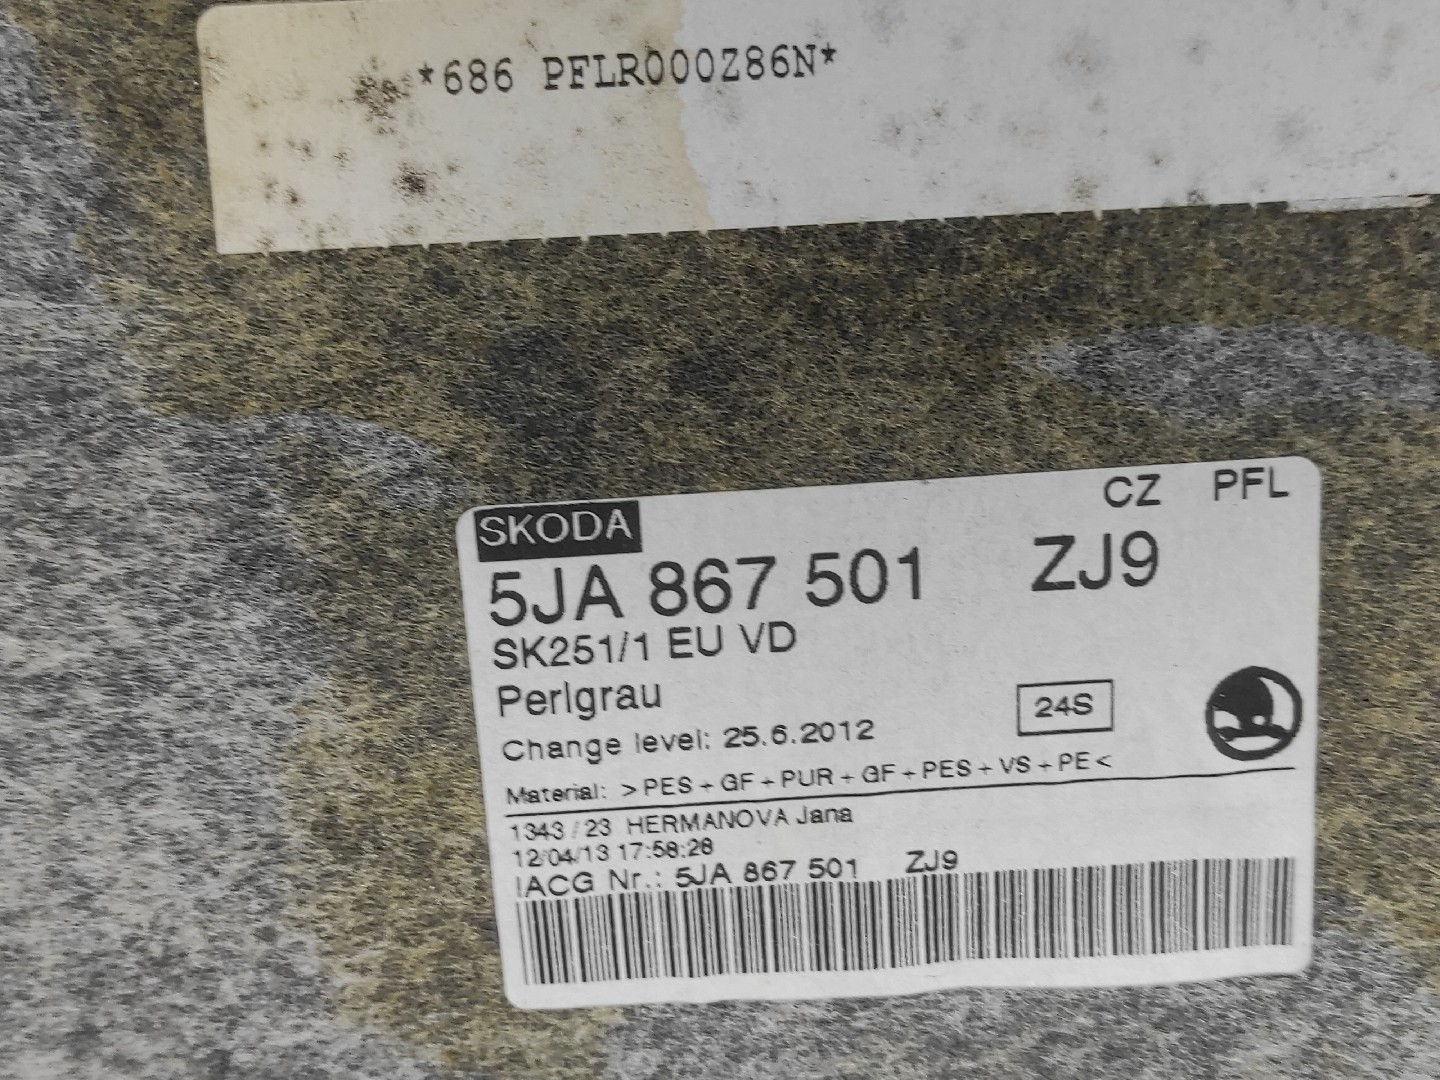 *686 PFLR000Z86N*
CZ PFL
SKODA
5JA 867 501 ZJ9
SK251/1 EU VD
Perlgrau
24S
Change level: 25.6.2012
Material: >PES+GF+PUR+GF+PES+VS+PE<
1343/23 HERMANOVA Jana
12/04/13 17:58:28
IACG Nr.: 5JA 867 501 ZJ9